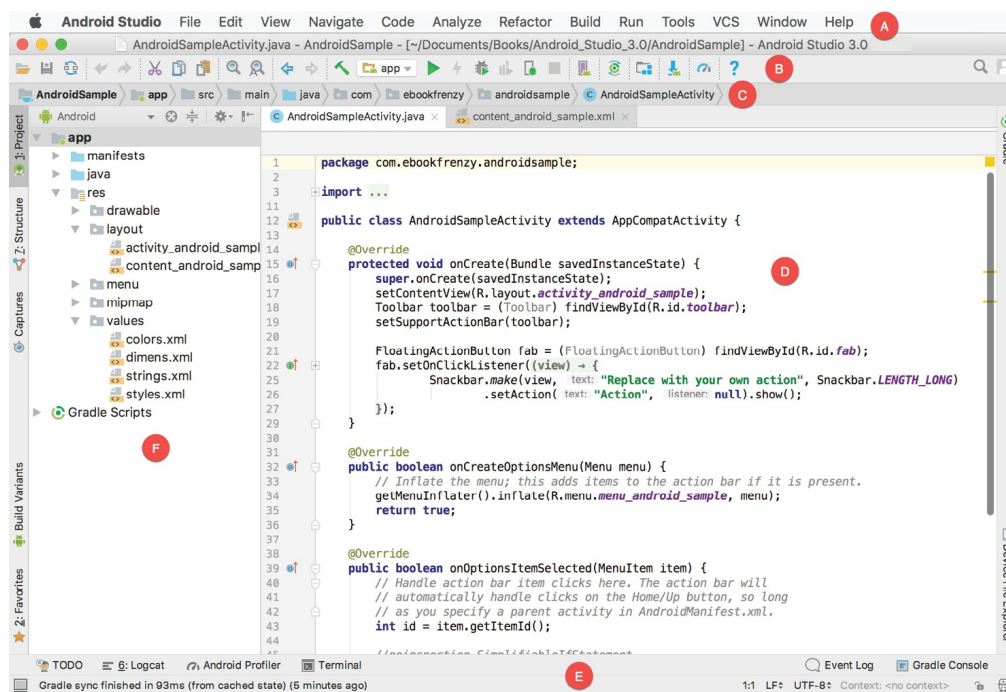 Android Studio File Edit View Navigate Code Analyze Refactor Build Run Tools VCS Window Help A
AndroidSampleActivity.java - AndroidSample - [~/Documents/Books/Android_Studio_3.0/AndroidSample] - Android Studio 3.0
app ? B
AndroidSample app src main java com ebookfrenzy androidsample C AndroidSampleActivity C
Android C AndroidSampleActivity.java content_android_sample.xml
1: Project
7: Structure
Captures
Build Variants
2: Favorites
app
manifests
java
res
drawable
layout
activity_android_sampl
content_android_samp
menu
mipmap
values
colors.xml
dimens.xml
strings.xml
styles.xml
Gradle Scripts
F
1 package com.ebookfrenzy.androidsample;
2
3 import ...
11
12 public class AndroidSampleActivity extends AppCompatActivity {
13
14 @Override
15 protected void onCreate(Bundle savedInstanceState) {
16 super.onCreate(savedInstanceState);
17 setContentView(R.layout.activity_android_sample);
18 Toolbar toolbar = (Toolbar) findViewById(R.id.toolbar);
19 setSupportActionBar(toolbar);
20
21 FloatingActionButton fab = (FloatingActionButton) findViewById(R.id.fab);
22 fab.setOnClickListener((view) → {
25 Snackbar.make(view, text: "Replace with your own action", Snackbar.LENGTH_LONG)
26 .setAction( text: "Action", listener: null).show();
27 });
29 }
30
31 @Override
32 public boolean onCreateOptionsMenu(Menu menu) {
33 // Inflate the menu; this adds items to the action bar if it is present.
34 getMenuInflater().inflate(R.menu.menu_android_sample, menu);
35 return true;
36 }
37
38 @Override
39 public boolean onOptionsItemSelected(MenuItem item) {
40 // Handle action bar item clicks here. The action bar will
41 // automatically handle clicks on the Home/Up button, so long
42 // as you specify a parent activity in AndroidManifest.xml.
43 int id = item.getItemId();
44
45 //noinspection SimplifiableIfStatement
D
TODO 6: Logcat Android Profiler Terminal E Event Log Gradle Console
Gradle sync finished in 93ms (from cached state) (5 minutes ago) 1:1 LF÷ UTF-8÷ Context: <no context>